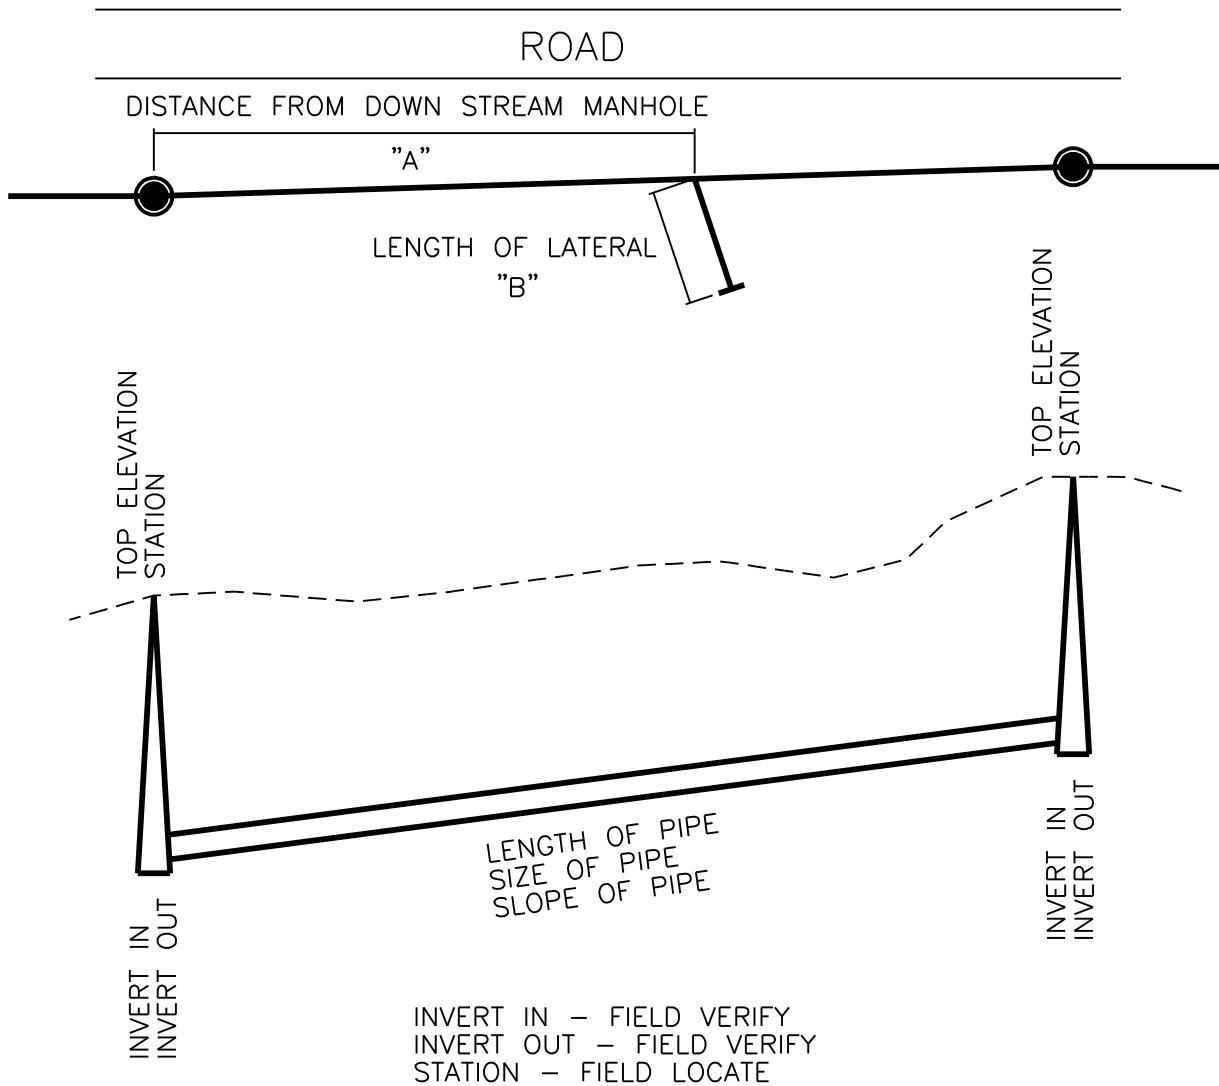 ROAD
DISTANCE FROM DOWN STREAM MANHOLE
"A"
LENGTH OF LATERAL
"B"
TOP ELEVATION
STATION
TOP ELEVATION
STATION
LENGTH OF PIPE
SIZE OF PIPE
SLOPE OF PIPE
INVERT IN
INVERT OUT
INVERT IN
INVERT OUT
INVERT IN – FIELD VERIFY
INVERT OUT – FIELD VERIFY
STATION – FIELD LOCATE